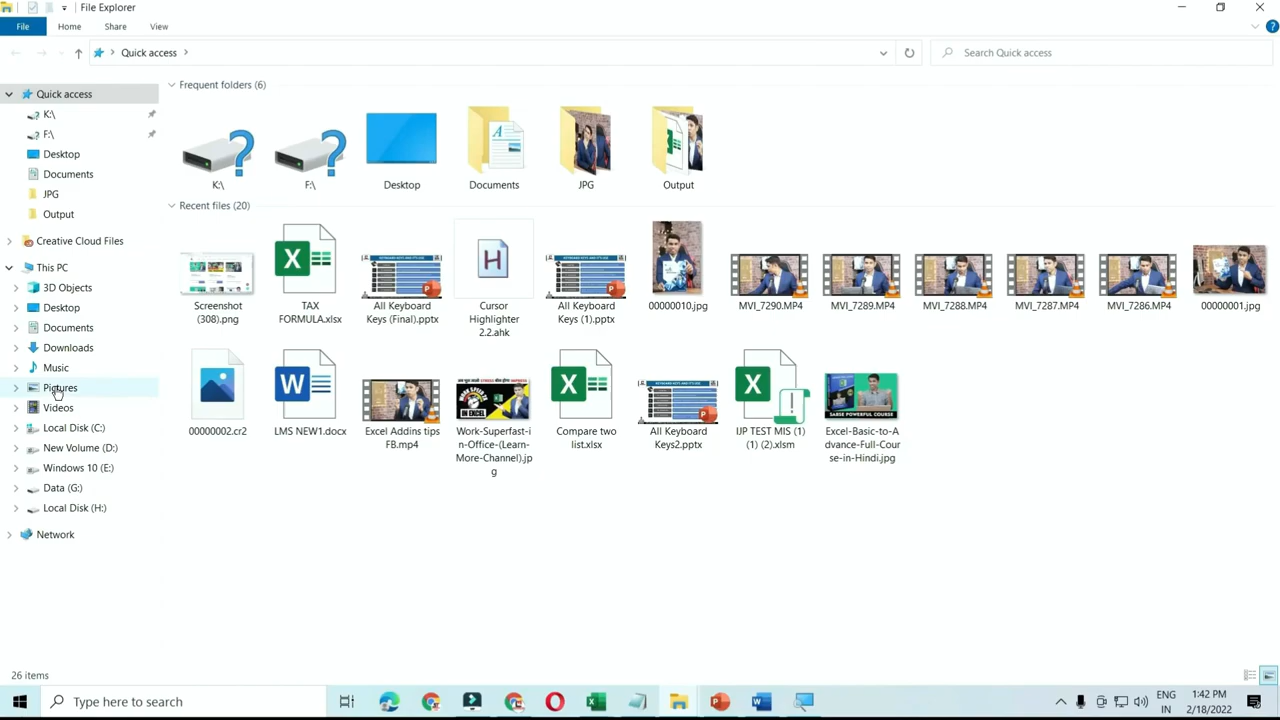 File Explorer
File
Home
Share
View
Quick access
Search Quick access
Quick access
K:\
F:\
Desktop
Documents
JPG
Output
Creative Cloud Files
This PC
3D Objects
Desktop
Documents
Downloads
Music
Pictures
Videos
Local Disk (C:)
New Volume (D:)
Windows 10 (E:)
Data (G:)
Local Disk (H:)
Network
Frequent folders (6)
K:\
F:\
Desktop
Documents
JPG
Output
Recent files (20)
Screenshot
(308).png
TAX
FORMULA.xlsx
All Keyboard
Keys (Final).pptx
Cursor
Highlighter
2.2.ahk
All Keyboard
Keys (1).pptx
00000010.jpg
MVI_7290.MP4
MVI_7289.MP4
MVI_7288.MP4
MVI_7287.MP4
MVI_7286.MP4
00000001.jpg
00000002.cr2
LMS NEW1.docx
Excel Addins tips
FB.mp4
Work-Superfast-i
n-Office-(Learn-
More-Channel).jp
g
Compare two
list.xlsx
All Keyboard
Keys2.pptx
IJP TEST MIS (1)
(1) (2).xlsm
Excel-Basic-to-A
dvance-Full-Cour
se-in-Hindi.jpg
26 items
Type here to search
ENG
IN
1:42 PM
2/18/2022